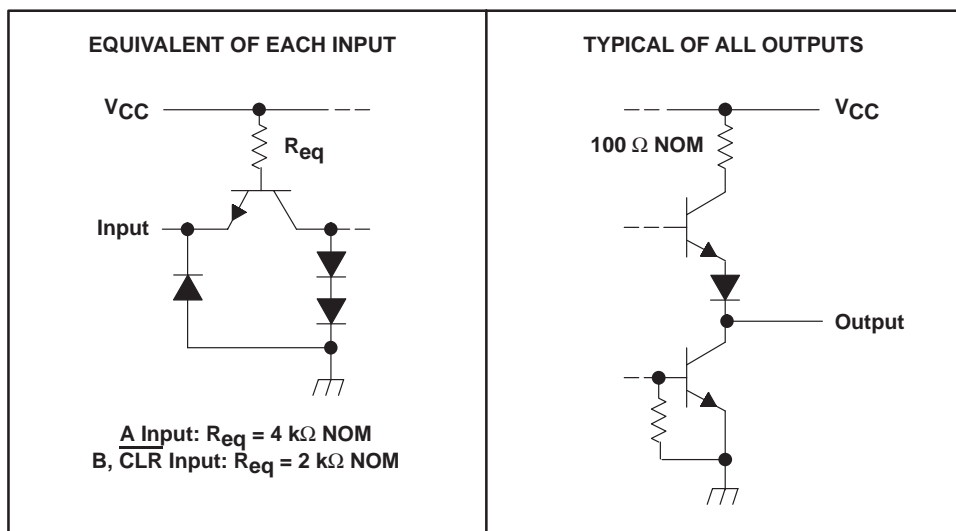 EQUIVALENT OF EACH INPUT
VCC
Req
Input
A Input: Req = 4 kΩ NOM
B, CLR Input: Req = 2 kΩ NOM
TYPICAL OF ALL OUTPUTS
VCC
100 Ω NOM
Output